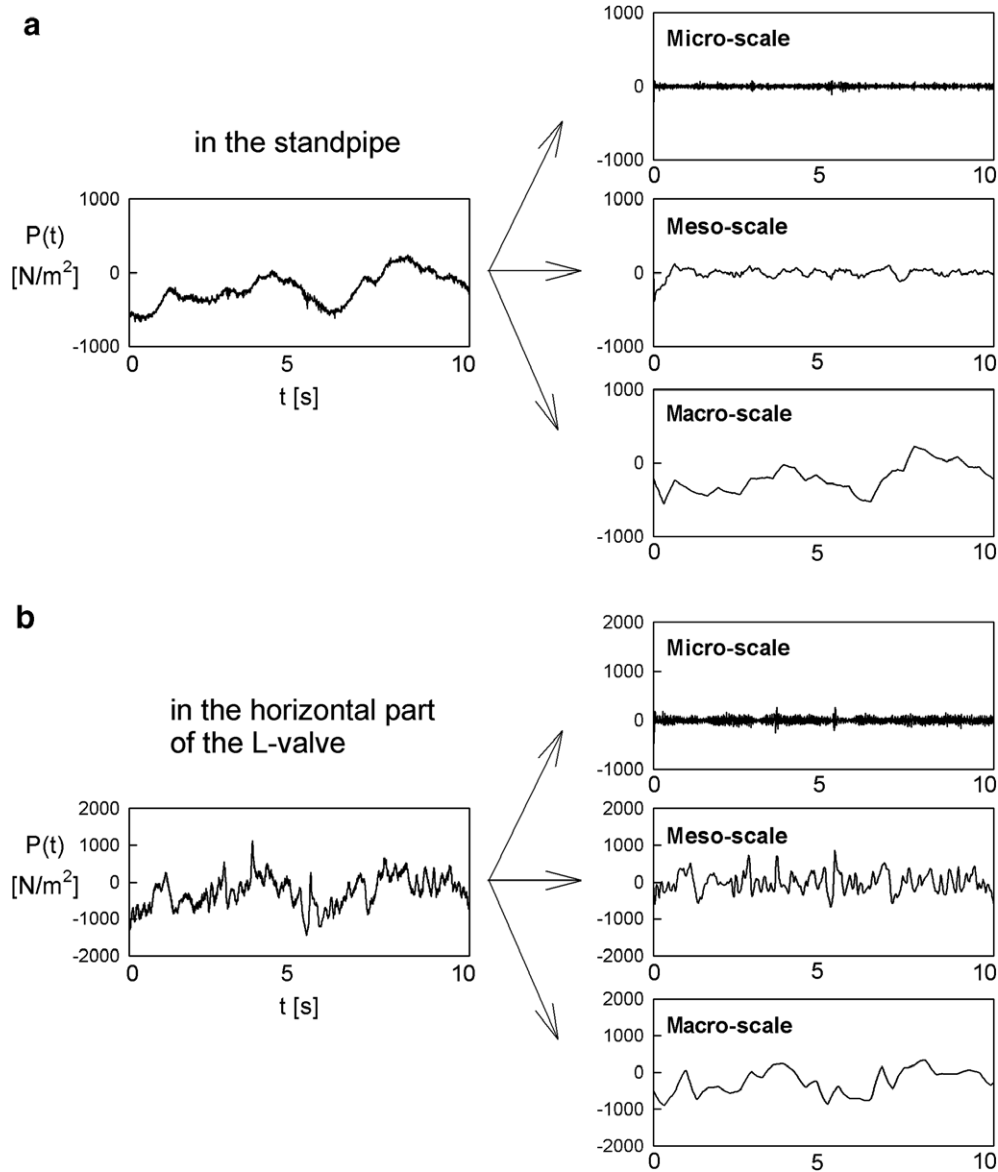 a
in the standpipe
P(t)
[N/m²]
1000
0
-1000
0 5 10
t [s]
1000
Micro-scale
0
-1000
0 5 10
1000
Meso-scale
0
-1000
0 5 10
1000
Macro-scale
0
-1000
0 5 10
b
in the horizontal part
of the L-valve
P(t)
[N/m²]
2000
1000
0
-1000
-2000
0 5 10
t [s]
2000
Micro-scale
1000
0
-1000
0 5 10
2000
Meso-scale
1000
0
-1000
-2000
0 5 10
2000
Macro-scale
1000
0
-1000
-2000
0 5 10